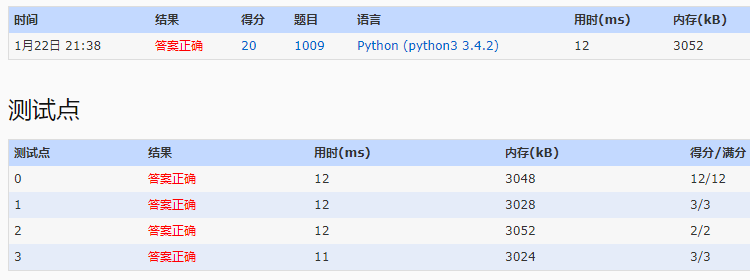 时间 结果 得分 题目 语言 用时(ms) 内存(kB)
1月22日 21:38 答案正确 20 1009 Python (python3 3.4.2) 12 3052
测试点
测试点 结果 用时(ms) 内存(kB) 得分/满分
0 答案正确 12 3048 12/12
1 答案正确 12 3028 3/3
2 答案正确 12 3052 2/2
3 答案正确 11 3024 3/3